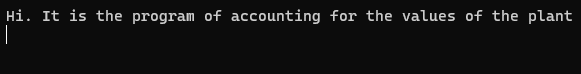 Hi. It is the program of accounting for the values of the plant